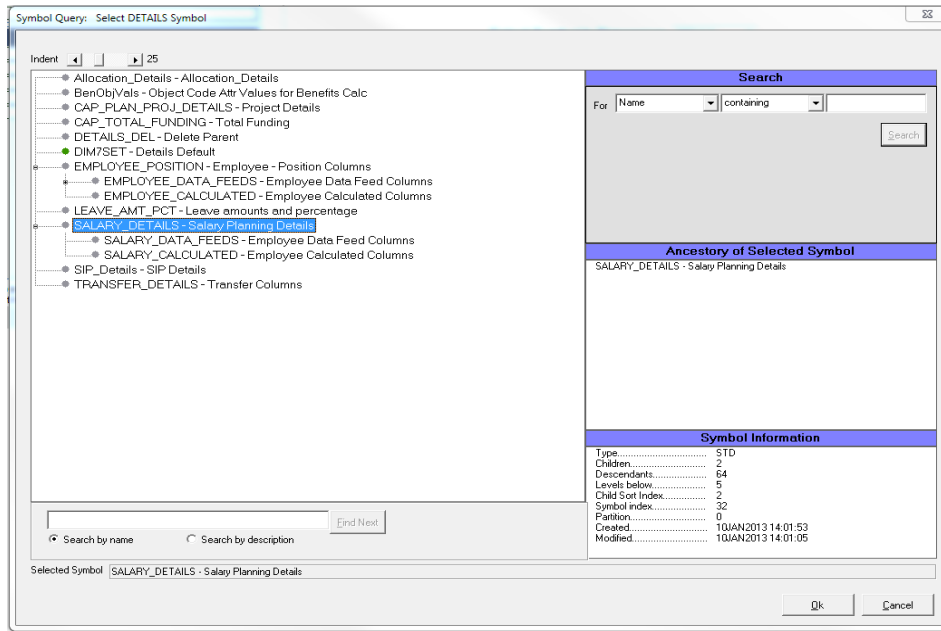 Symbol Query: Select DETAILS Symbol
Indent 25
Allocation_Details - Allocation_Details
BenObjVals - Object Code Attr Values for Benefits Calc
CAP_PLAN_PROJ_DETAILS - Project Details
CAP_TOTAL_FUNDING - Total Funding
DETAILS_DEL - Delete Parent
DIM7SET - Details Default
EMPLOYEE_POSITION - Employee - Position Columns
EMPLOYEE_DATA_FEEDS - Employee Data Feed Columns
EMPLOYEE_CALCULATED - Employee Calculated Columns
LEAVE_AMT_PCT - Leave amounts and percentage
SALARY_DETAILS - Salary Planning Details
SALARY_DATA_FEEDS - Employee Data Feed Columns
SALARY_CALCULATED - Employee Calculated Columns
SIP_Details - SIP Details
TRANSFER_DETAILS - Transfer Columns
Search
For Name containing
Search
Ancestory of Selected Symbol
SALARY_DETAILS - Salary Planning Details
Symbol Information
Type................................ STD
Children........................... 2
Descendants................... 64
Levels below................... 5
Child Sort Index............... 2
Symbol index................... 32
Partition........................... 0
Created............................ 10JAN2013 14:01:53
Modified........................... 10JAN2013 14:01:05
Find Next
Search by name Search by description
Selected Symbol SALARY_DETAILS - Salary Planning Details
Ok Cancel